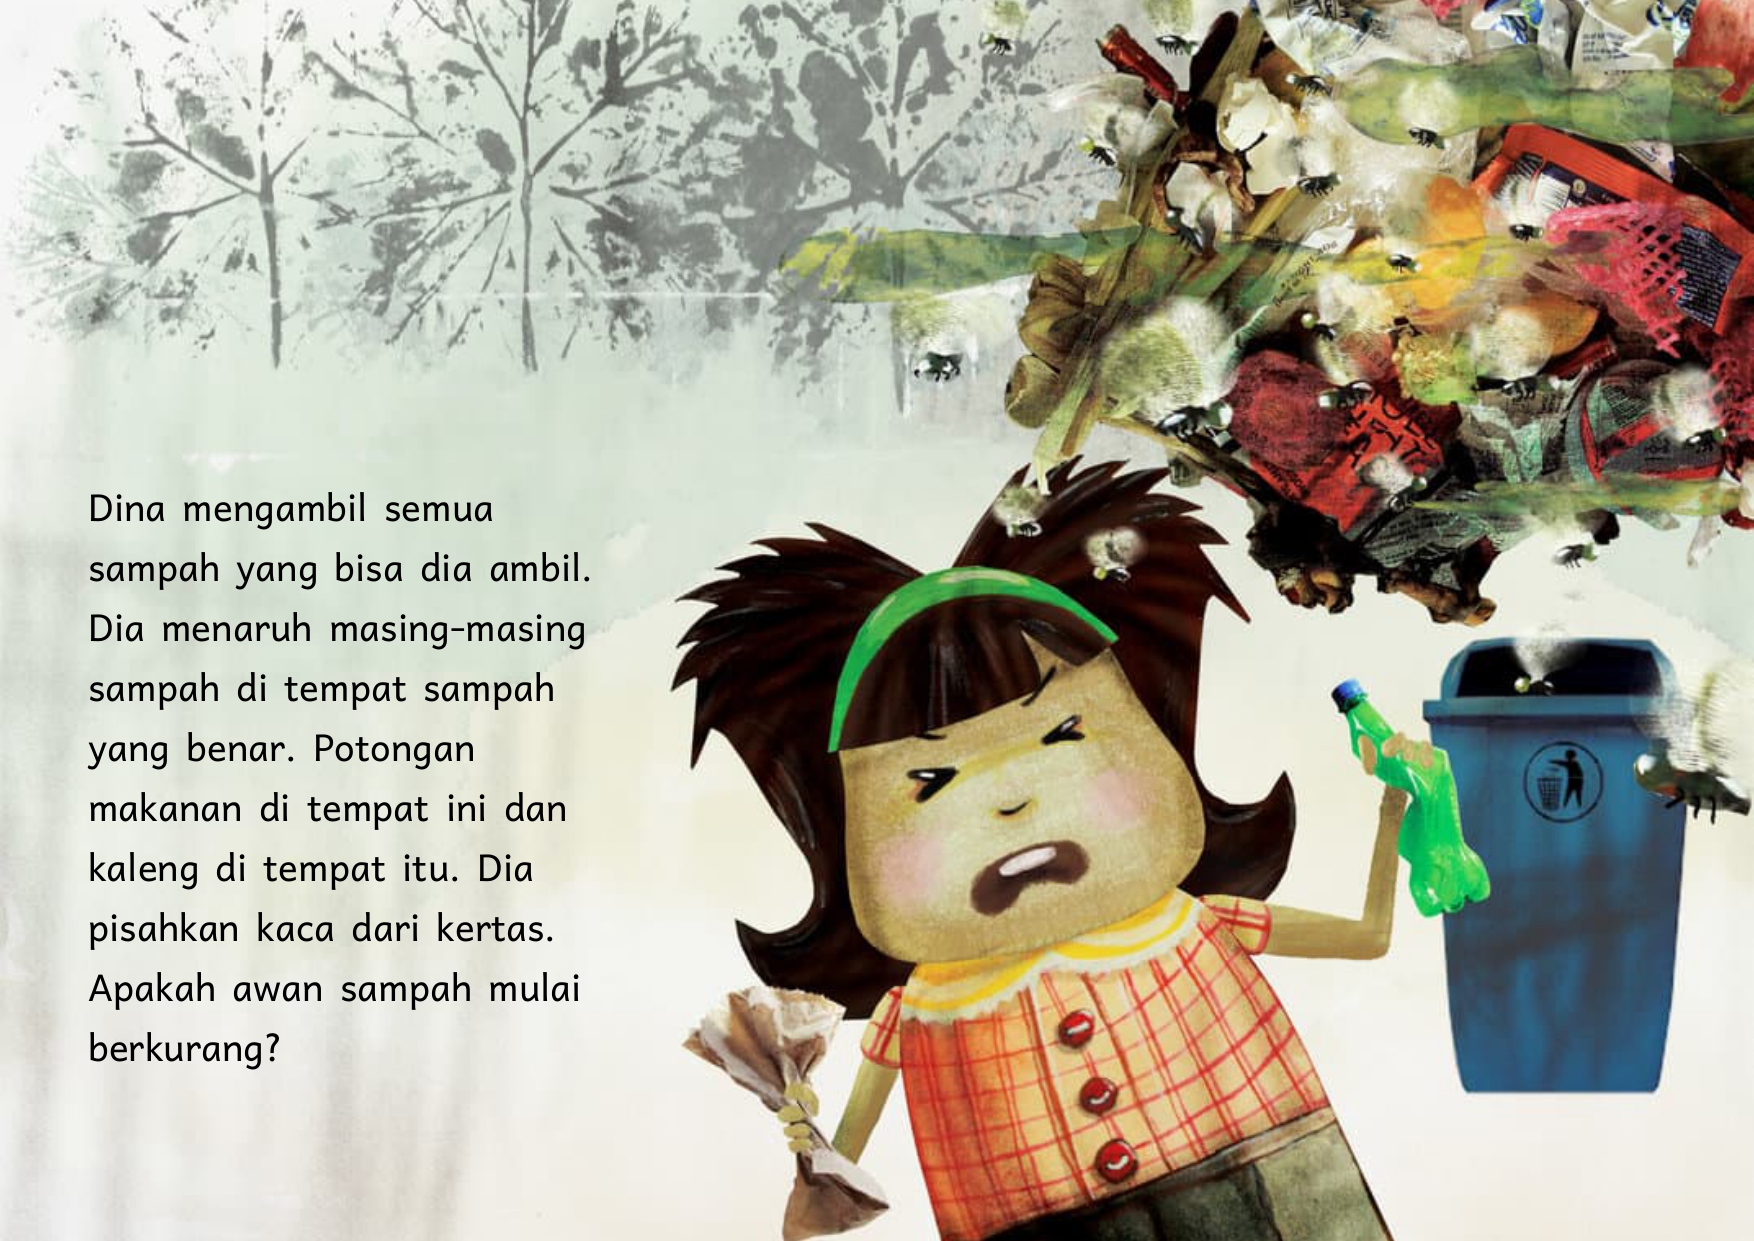 Dina mengambil semua
sampah yang bisa dia ambil.
Dia menaruh masing-masing
sampah di tempat sampah
yang benar. Potongan
makanan di tempat ini dan
kaleng di tempat itu. Dia
pisahkan kaca dari kertas.
Apakah awan sampah mulai
berkurang?